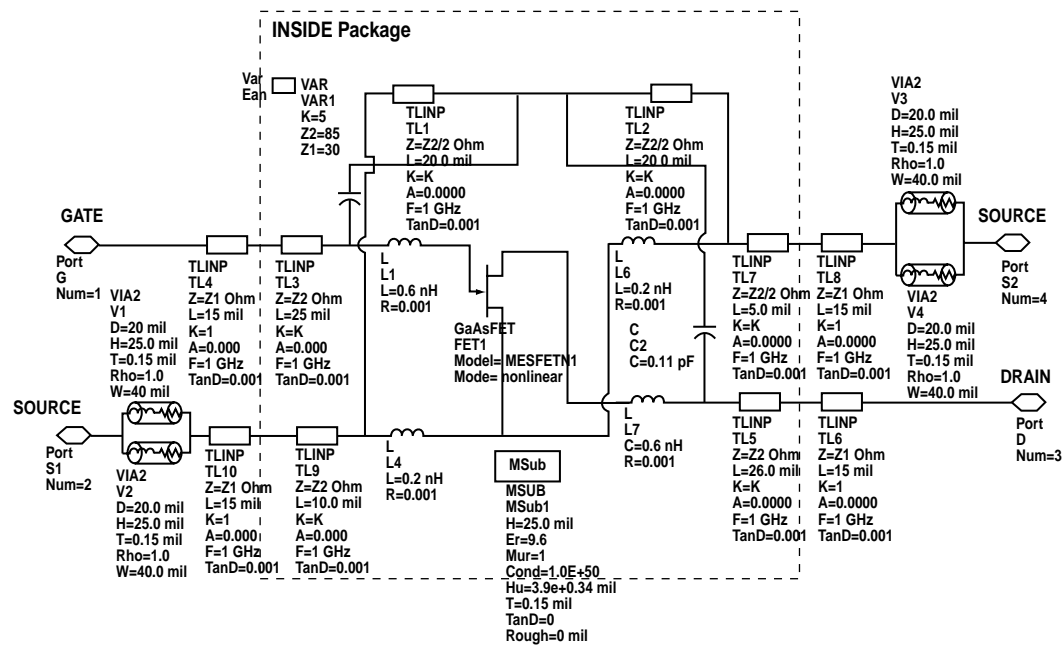 INSIDE Package
Var
Ean
VAR
VAR1
K=5
Z2=85
Z1=30
TLINP
TL1
Z=Z2/2 Ohm
L=20.0 mil
K=K
A=0.0000
F=1 GHz
TanD=0.001
TLINP
TL2
Z=Z2/2 Ohm
L=20.0 mil
K=K
A=0.0000
F=1 GHz
TanD=0.001
VIA2
V3
D=20.0 mil
H=25.0 mil
T=0.15 mil
Rho=1.0
W=40.0 mil
GATE
Port
G
Num=1
TLINP
TL4
Z=Z1 Ohm
L=15 mil
K=1
A=0.000
F=1 GHz
TanD=0.001
TLINP
TL3
Z=Z2 Ohm
L=25 mil
K=K
A=0.000
F=1 GHz
TanD=0.001
L
L1
L=0.6 nH
R=0.001
GaAsFET
FET1
Model= MESFETN1
Mode= nonlinear
L
L6
L=0.2 nH
R=0.001
C
C2
C=0.11 pF
TLINP
TL7
Z=Z2/2 Ohm
L=5.0 mil
K=K
A=0.0000
F=1 GHz
TanD=0.001
TLINP
TL8
Z=Z1 Ohm
L=15 mil
K=1
A=0.0000
F=1 GHz
TanD=0.001
VIA2
V4
D=20.0 mil
H=25.0 mil
T=0.15 mil
Rho=1.0
W=40.0 mil
SOURCE
Port
S2
Num=4
VIA2
V1
D=20 mil
H=25.0 mil
T=0.15 mil
Rho=1.0
W=40 mil
SOURCE
Port
S1
Num=2
VIA2
V2
D=20.0 mil
H=25.0 mil
T=0.15 mil
Rho=1.0
W=40.0 mil
TLINP
TL10
Z=Z1 Ohm
L=15 mil
K=1
A=0.000
F=1 GHz
TanD=0.001
TLINP
TL9
Z=Z2 Ohm
L=10.0 mil
K=K
A=0.000
F=1 GHz
TanD=0.001
L
L4
L=0.2 nH
R=0.001
MSub
MSUB
MSub1
H=25.0 mil
Er=9.6
Mur=1
Cond=1.0E+50
Hu=3.9e+0.34 mil
T=0.15 mil
TanD=0
Rough=0 mil
L
L7
C=0.6 nH
R=0.001
TLINP
TL5
Z=Z2 Ohm
L=26.0 mil
K=K
A=0.0000
F=1 GHz
TanD=0.001
TLINP
TL6
Z=Z1 Ohm
L=15 mil
K=1
A=0.0000
F=1 GHz
TanD=0.001
DRAIN
Port
D
Num=3